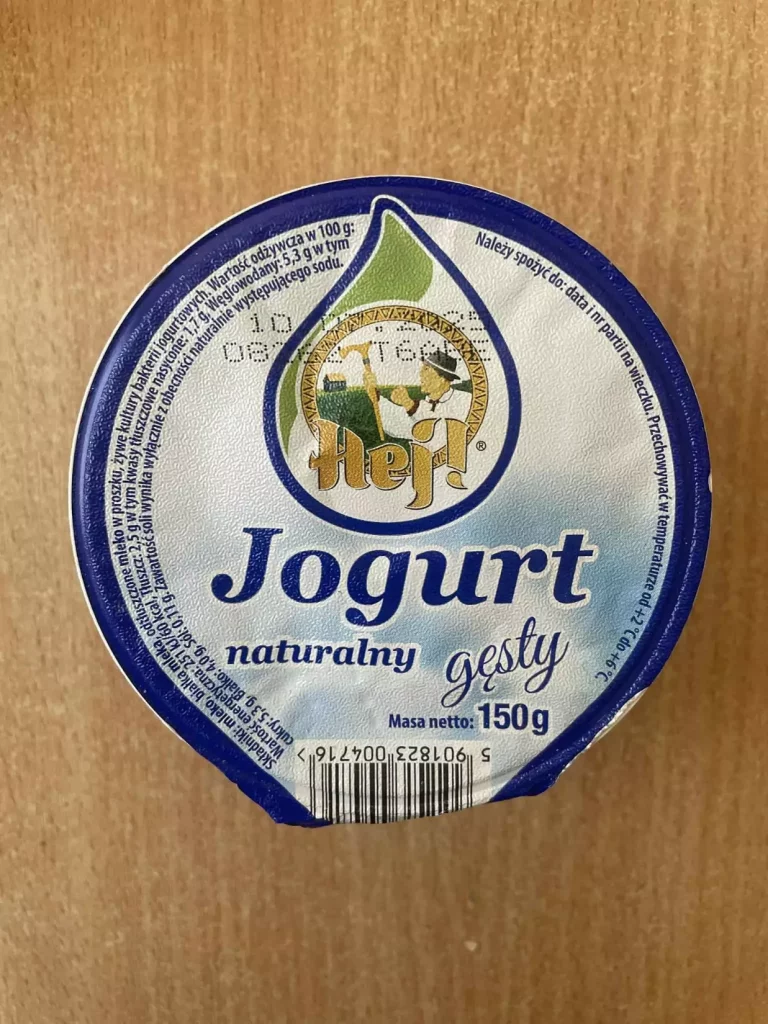 Składniki: mleko, białka mleka, odtłuszczone mleko w proszku, żywe kultury bakterii jogurtowych. Wartość odżywcza w 100 g:
Wartość energetyczna: kJ/60 kcal, Tłuszcz: 2,5 g w tym kwasy tłuszczowe nasycone: 1,7 g, Węglowodany: 5,3 g w tym
cukry: 5,3 g Białko: 4,0 g Sól: 0,11 g. Zawartość soli wynika wyłącznie z obecności naturalnie występującego sodu.
Należy spożyć do: data i nr partii na wieczku. Przechowywać w temperaturze od +2 °C do +6 °C
10
Hej!®
Jogurt
naturalny gęsty
Masa netto: 150g
5 901823 004716 >